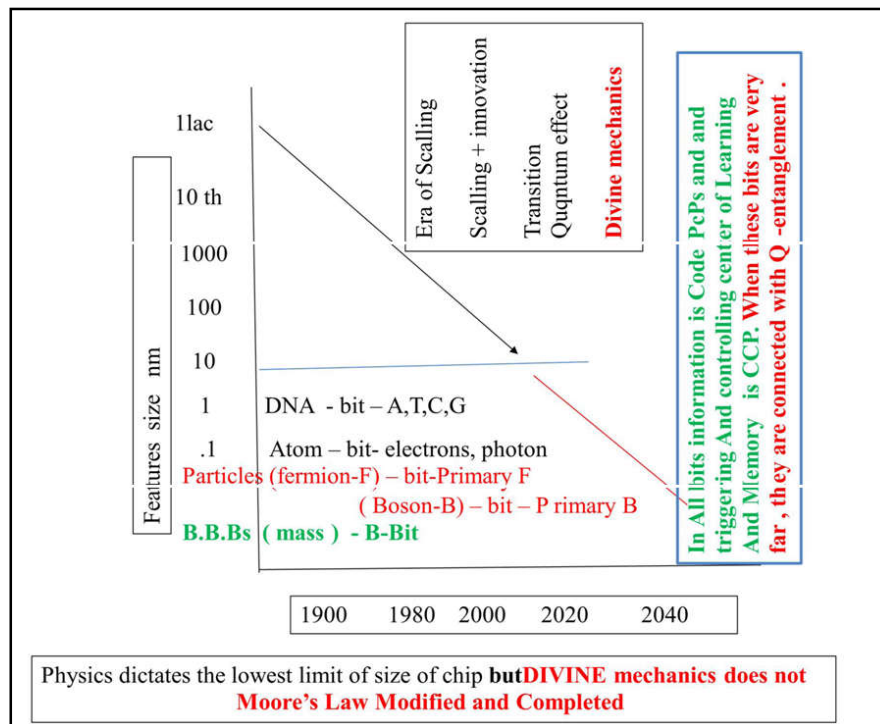 Era of Scalling
Scalling + innovation
Transition
Quqntum effect
Divine mechanics
1lac
10 th
1000
100
10
1
.1
Features size nm
DNA - bit – A,T,C,G
Atom – bit- electrons, photon
Particles (fermion-F) – bit-Primary F
( Boson-B) – bit – P rimary B
B.B.Bs ( mass ) - B-Bit
In All bits information is Code PcPs and and
triggering And controlling center of Learning
And Memory is CCP. When these bits are very
far , they are connected with Q -entanglement .
1900 1980 2000 2020 2040
Physics dictates the lowest limit of size of chip butDIVINE mechanics does not
Moore's Law Modified and Completed